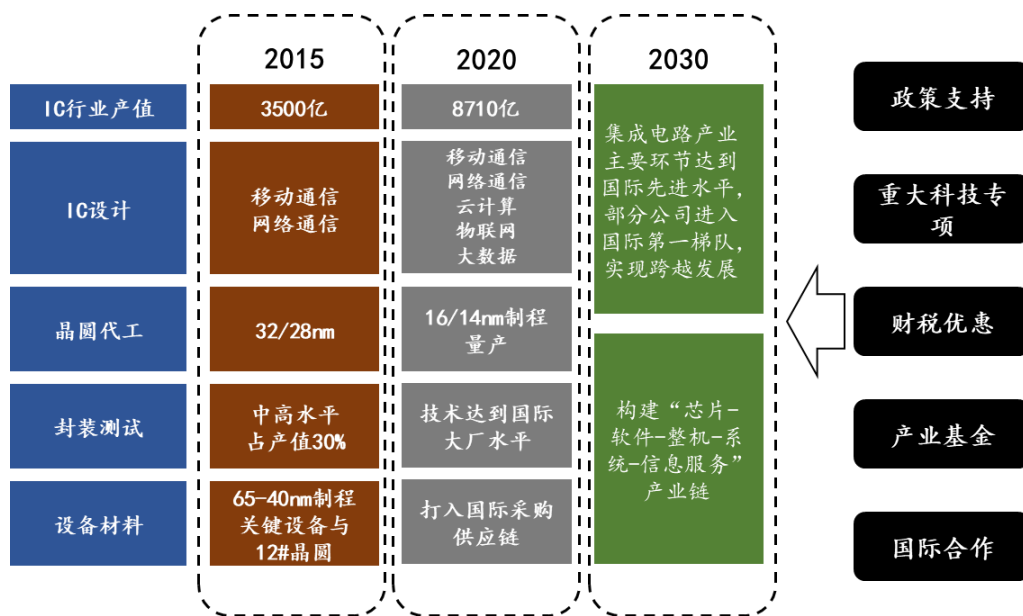 2015
2020
2030
IC行业产值
3500亿
8710亿
集成电路产业
主要环节达到
国际先进水平，
部分公司进入
国际第一梯队，
实现跨越发展
IC设计
移动通信
网络通信
移动通信
网络通信
云计算
物联网
大数据
晶圆代工
32/28nm
16/14nm制程
量产
封装测试
中高水平
占产值30%
技术达到国际
大厂水平
构建“芯片-
软件-整机-系
统-信息服务”
产业链
设备材料
65-40nm制程
关键设备与
12#晶圆
打入国际采购
供应链
政策支持
重大科技专
项
财税优惠
产业基金
国际合作